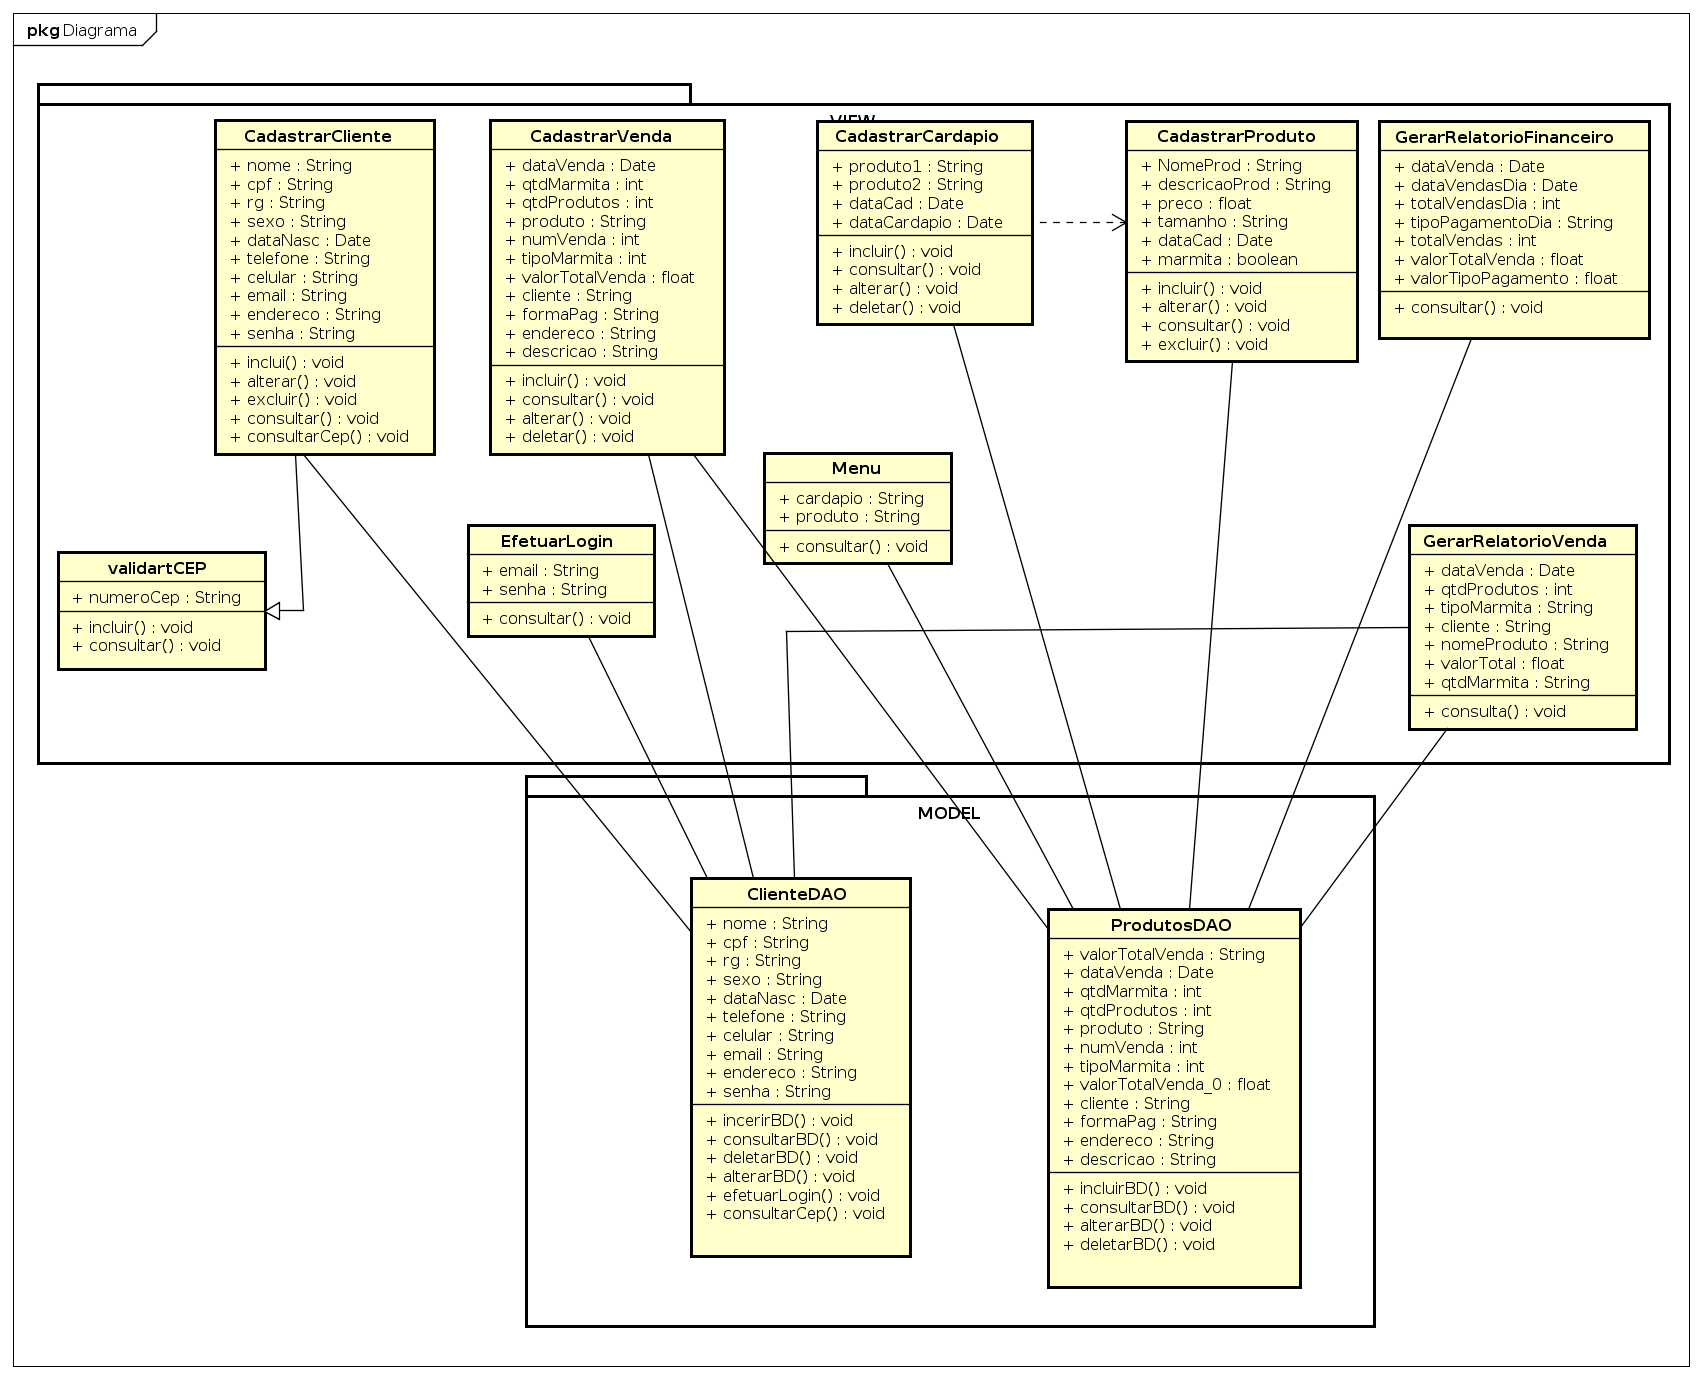 pkg Diagrama
VIEW
CadastrarCliente
+ nome : String
+ cpf : String
+ rg : String
+ sexo : String
+ dataNasc : Date
+ telefone : String
+ celular : String
+ email : String
+ endereco : String
+ senha : String
+ inclui() : void
+ alterar() : void
+ excluir() : void
+ consultar() : void
+ consultarCep() : void
CadastrarVenda
+ dataVenda : Date
+ qtdMarmita : int
+ qtdProdutos : int
+ produto : String
+ numVenda : int
+ tipoMarmita : int
+ valorTotalVenda : float
+ cliente : String
+ formaPag : String
+ endereco : String
+ descricao : String
+ incluir() : void
+ consultar() : void
+ alterar() : void
+ deletar() : void
CadastrarCardapio
+ produto1 : String
+ produto2 : String
+ dataCad : Date
+ dataCardapio : Date
+ incluir() : void
+ consultar() : void
+ alterar() : void
+ deletar() : void
CadastrarProduto
+ NomeProd : String
+ descricaoProd : String
+ preco : float
+ tamanho : String
+ dataCad : Date
+ marmita : boolean
+ incluir() : void
+ alterar() : void
+ consultar() : void
+ excluir() : void
GerarRelatorioFinanceiro
+ dataVenda : Date
+ dataVendasDia : Date
+ totalVendasDia : int
+ tipoPagamentoDia : String
+ totalVendas : int
+ valorTotalVenda : float
+ valorTipoPagamento : float
+ consultar() : void
validartCEP
+ numeroCep : String
+ incluir() : void
+ consultar() : void
EfetuarLogin
+ email : String
+ senha : String
+ consultar() : void
Menu
+ cardapio : String
+ produto : String
+ consultar() : void
GerarRelatorioVenda
+ dataVenda : Date
+ qtdProdutos : int
+ tipoMarmita : String
+ cliente : String
+ nomeProduto : String
+ valorTotal : float
+ qtdMarmita : String
+ consulta() : void
MODEL
ClienteDAO
+ nome : String
+ cpf : String
+ rg : String
+ sexo : String
+ dataNasc : Date
+ telefone : String
+ celular : String
+ email : String
+ endereco : String
+ senha : String
+ incerirBD() : void
+ consultarBD() : void
+ deletarBD() : void
+ alterarBD() : void
+ efetuarLogin() : void
+ consultarCep() : void
ProdutosDAO
+ valorTotalVenda : String
+ dataVenda : Date
+ qtdMarmita : int
+ qtdProdutos : int
+ produto : String
+ numVenda : int
+ tipoMarmita : int
+ valorTotalVenda_0 : float
+ cliente : String
+ formaPag : String
+ endereco : String
+ descricao : String
+ incluirBD() : void
+ consultarBD() : void
+ alterarBD() : void
+ deletarBD() : void